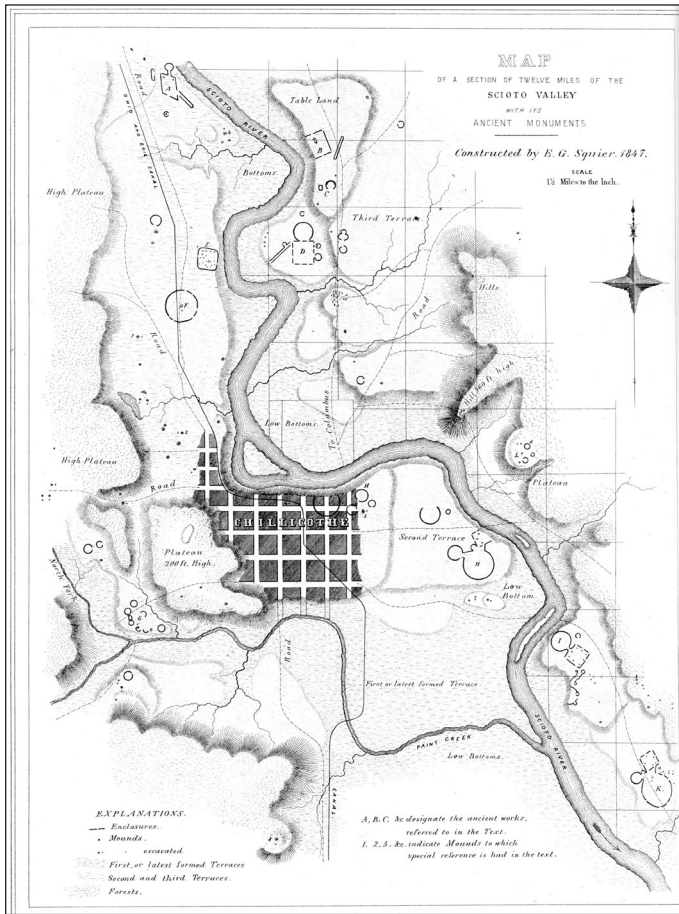 MAP
OF A SECTION OF TWELVE MILES OF THE
SCIOTO VALLEY
WITH ITS
ANCIENT MONUMENTS
Constructed by E. G. Squier. 1847.
SCALE
1½ Miles to the Inch.
Road
A
SCIOTO RIVER
OHIO AND ERIE CANAL
Table Land
B
Bottoms.
C
High Plateau
Third Terrace
D
Hills.
F
Road
Road
Hill 300 ft. high
To Columbus
Low Bottoms.
High Plateau
L
Plateau
Road
M
CHILLICOTHE
Second Terrace
H
Plateau
200 ft. High.
North Fork
Low
Bottom.
G
I
Road
First or latest formed Terrace.
SCIOTO RIVER
PAINT CREEK
Low Bottoms.
K
CANAL
EXPLANATIONS.
Enclosures.
Mounds.
" excavated
First, or latest formed Terraces
Second and third Terraces.
Forests.
A, B, C. &c. designate the ancient works,
referred to in the Text.
1. 2, 3. &c. indicate Mounds to which
special reference is had in the text.